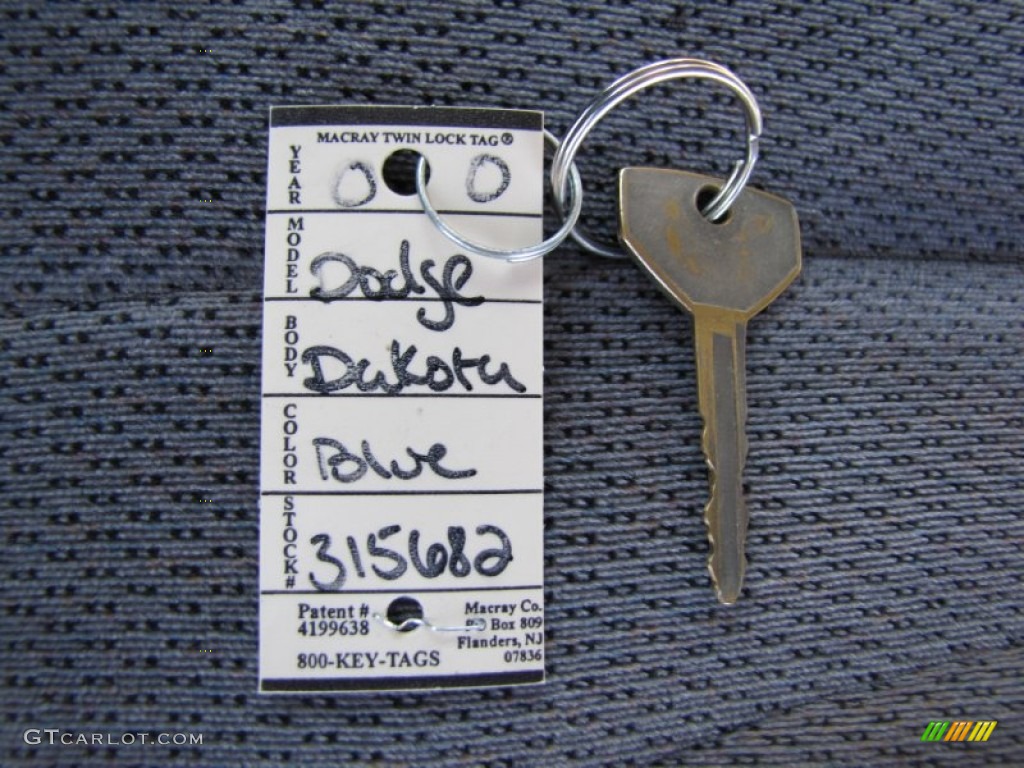 MACRAY TWIN LOCK TAG®
YEAR 0 0
MODEL Dodge
BODY Dakota
COLOR Blue
STOCK# 315682
Patent #
4199638
800-KEY-TAGS
Macray Co.
Box 809
Flanders, NJ
07836
GTCARLOT.COM